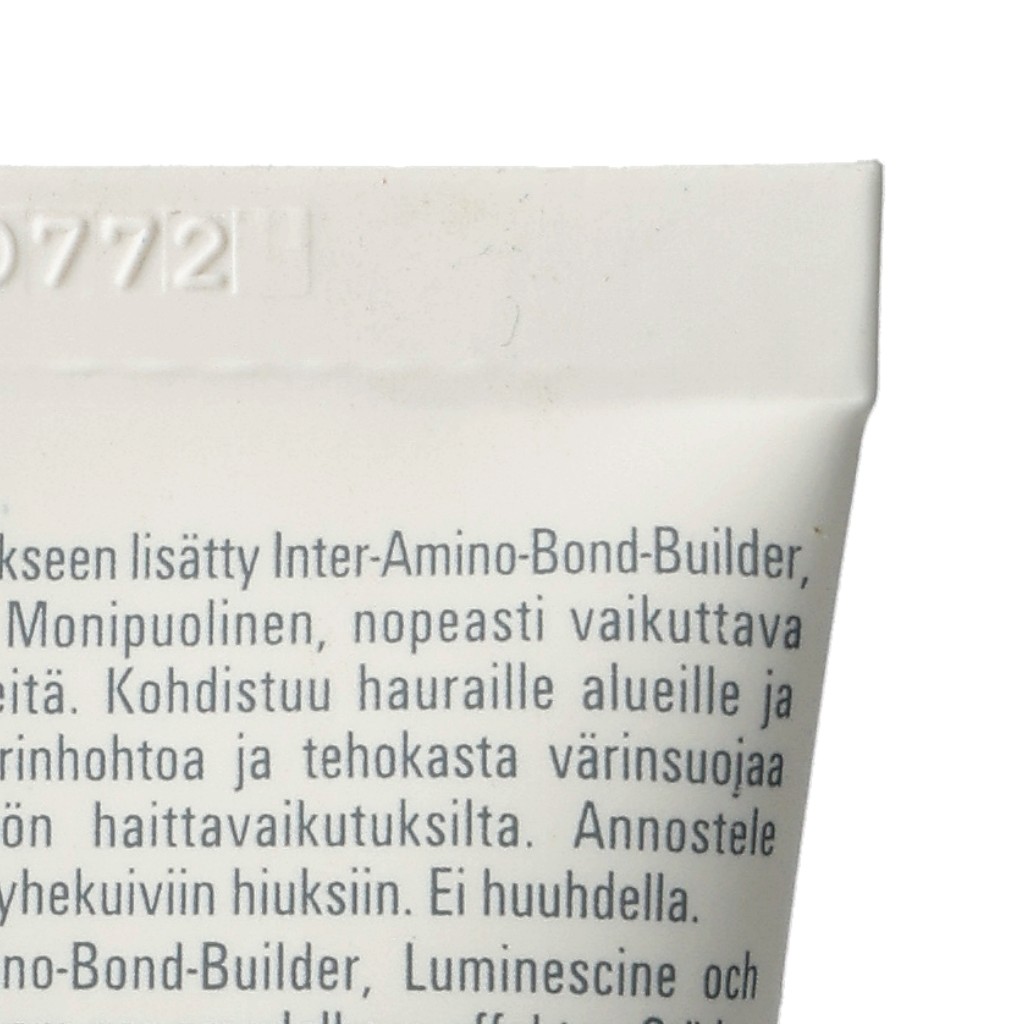 0772
kseen lisätty Inter-Amino-Bond-Builder,
Monipuolinen, nopeasti vaikuttava
eitä. Kohdistuu hauraille alueille ja
rinhohtoa ja tehokasta värinsuojaa
ön haittavaikutuksilta. Annostele
yhekuiviin hiuksiin. Ei huuhdella.
no-Bond-Builder, Luminescine och